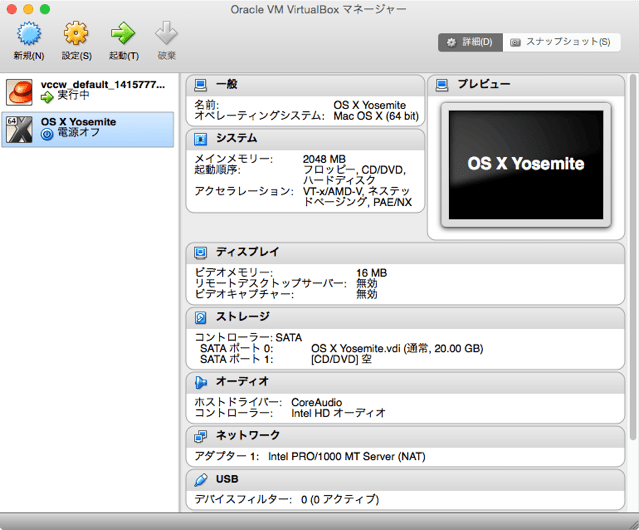 Oracle VM VirtualBox マネージャー
新規(N)
設定(S)
起動(T)
破棄
詳細(D)
スナップショット(S)
vccw_default_1415777...
実行中
64
OS X Yosemite
電源オフ
一般
名前: OS X Yosemite
オペレーティングシステム: Mac OS X (64 bit)
システム
メインメモリー: 2048 MB
起動順序: フロッピー, CD/DVD,
ハードディスク
アクセラレーション: VT-x/AMD-V, ネステッ
ドページング, PAE/NX
プレビュー
OS X Yosemite
ディスプレイ
ビデオメモリー: 16 MB
リモートデスクトップサーバー: 無効
ビデオキャプチャー: 無効
ストレージ
コントローラー: SATA
SATA ポート 0: OS X Yosemite.vdi (通常, 20.00 GB)
SATA ポート 1: [CD/DVD] 空
オーディオ
ホストドライバー: CoreAudio
コントローラー: Intel HD オーディオ
ネットワーク
アダプター 1: Intel PRO/1000 MT Server (NAT)
USB
デバイスフィルター: 0 (0 アクティブ)